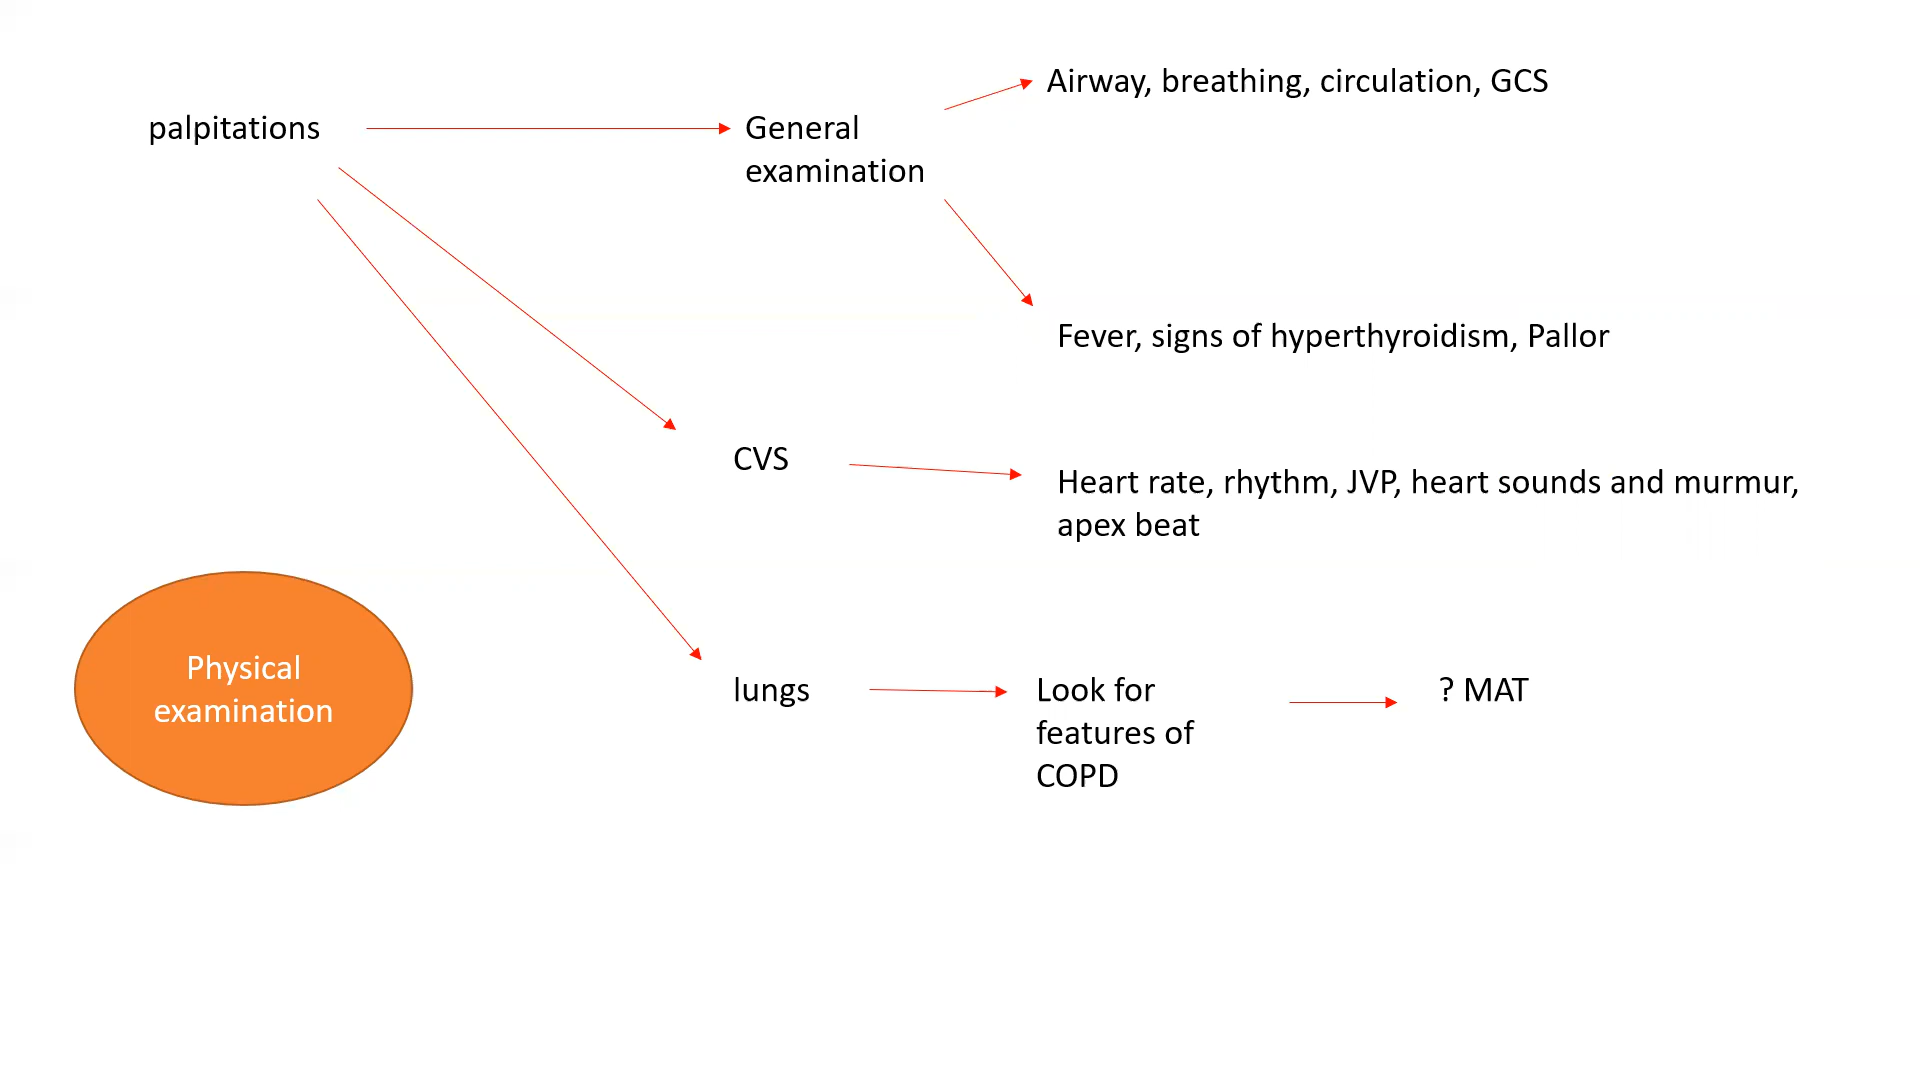 palpitations
General
examination
Airway, breathing, circulation, GCS
Fever, signs of hyperthyroidism, Pallor
CVS
Heart rate, rhythm, JVP, heart sounds and murmur,
apex beat
lungs
Look for
features of
COPD
? MAT
Physical
examination